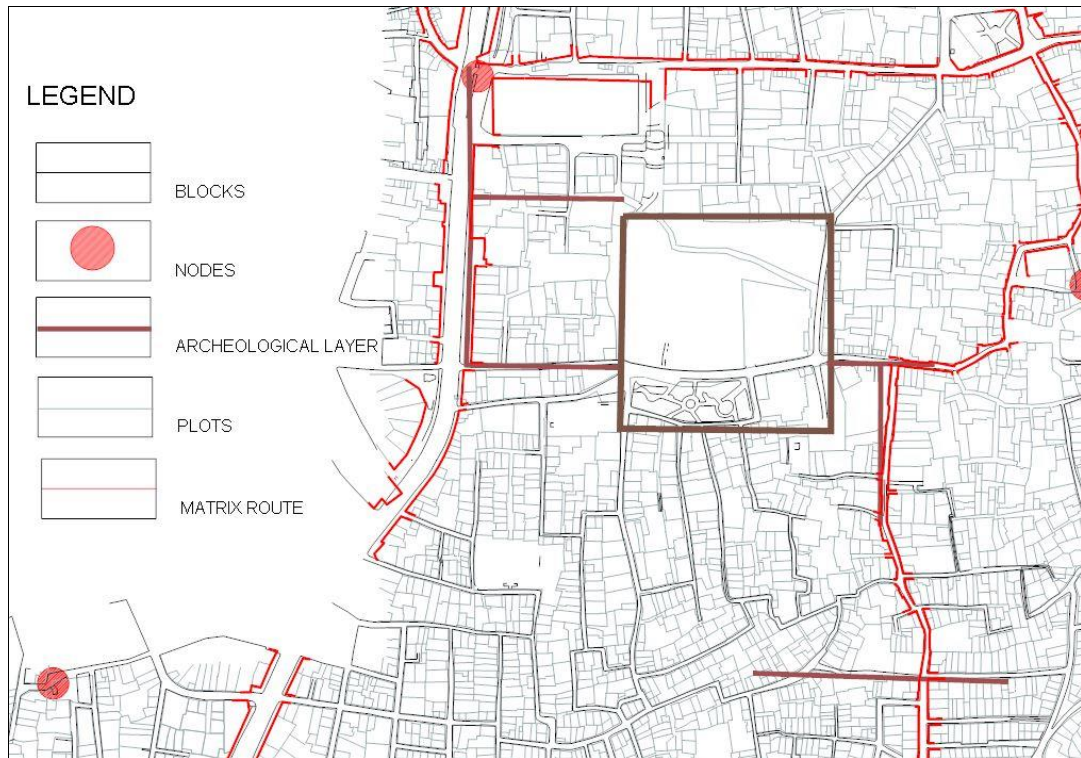 LEGEND
BLOCKS
NODES
ARCHEOLOGICAL LAYER
PLOTS
MATRIX ROUTE